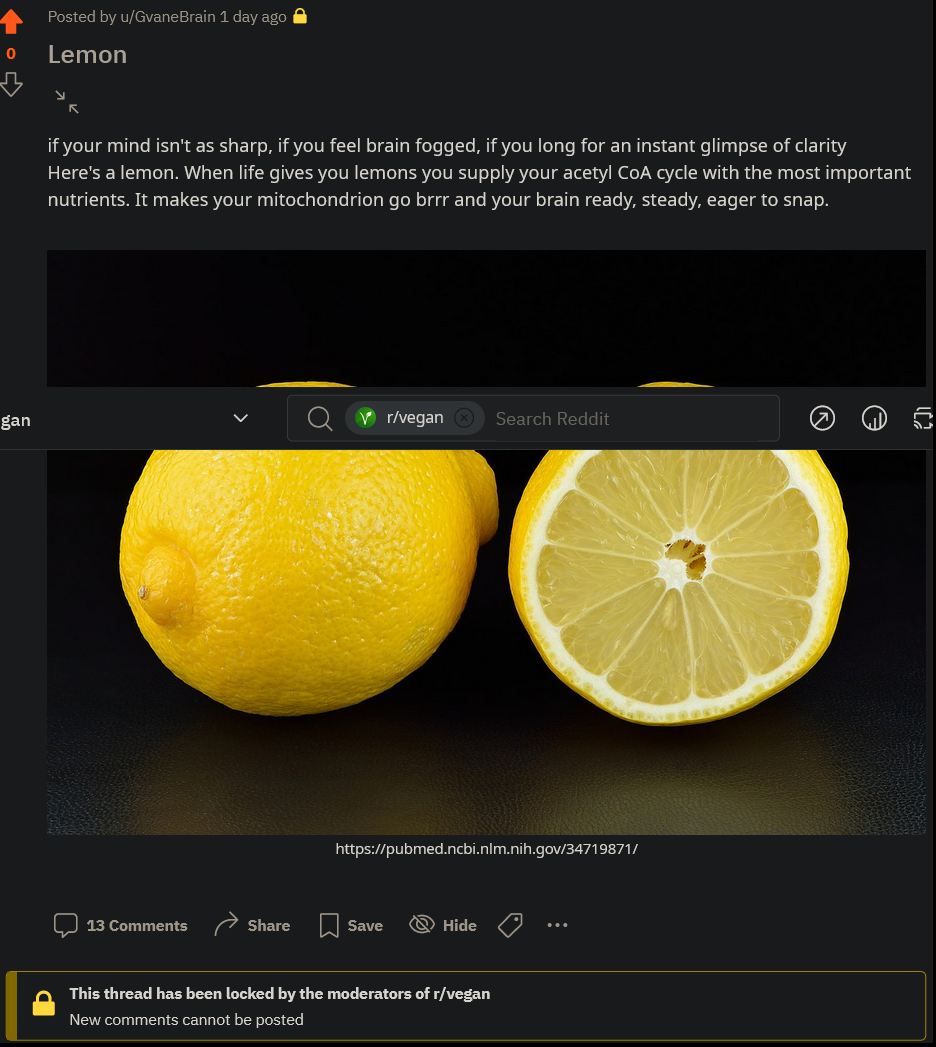 Posted by u/GvaneBrain 1 day ago
0
Lemon
if your mind isn't as sharp, if you feel brain fogged, if you long for an instant glimpse of clarity
Here's a lemon. When life gives you lemons you supply your acetyl CoA cycle with the most important
nutrients. It makes your mitochondrion go brrr and your brain ready, steady, eager to snap.
gan
r/vegan
Search Reddit
https://pubmed.ncbi.nlm.nih.gov/34719871/
13 Comments
Share
Save
Hide
This thread has been locked by the moderators of r/vegan
New comments cannot be posted